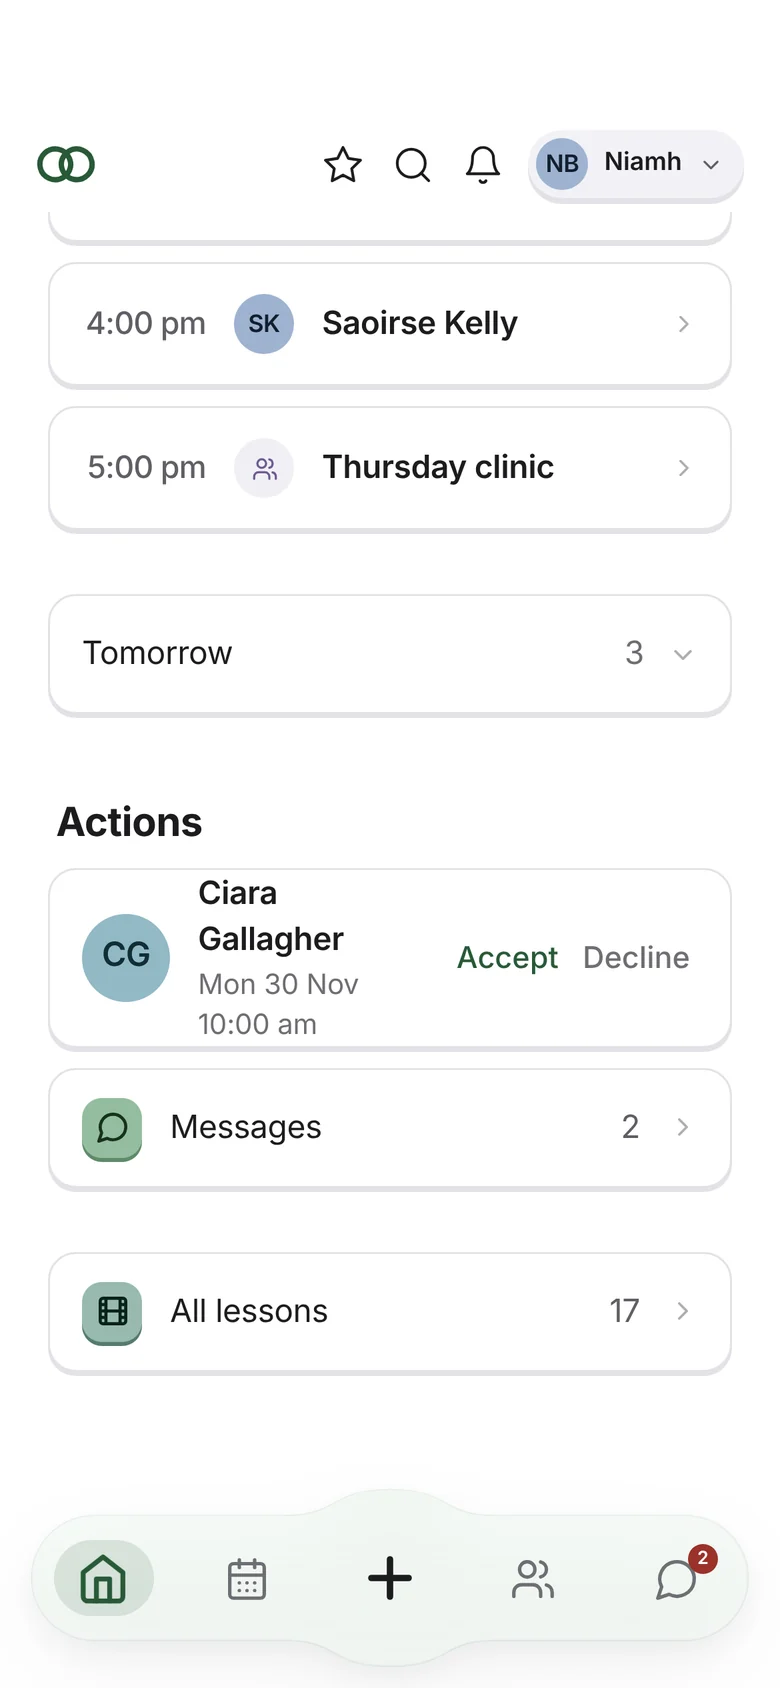 NB Niamh
4:00 pm SK Saoirse Kelly
5:00 pm Thursday clinic
Tomorrow 3
Actions
CG Ciara
Gallagher
Mon 30 Nov
10:00 am
Accept Decline
Messages 2
All lessons 17
2